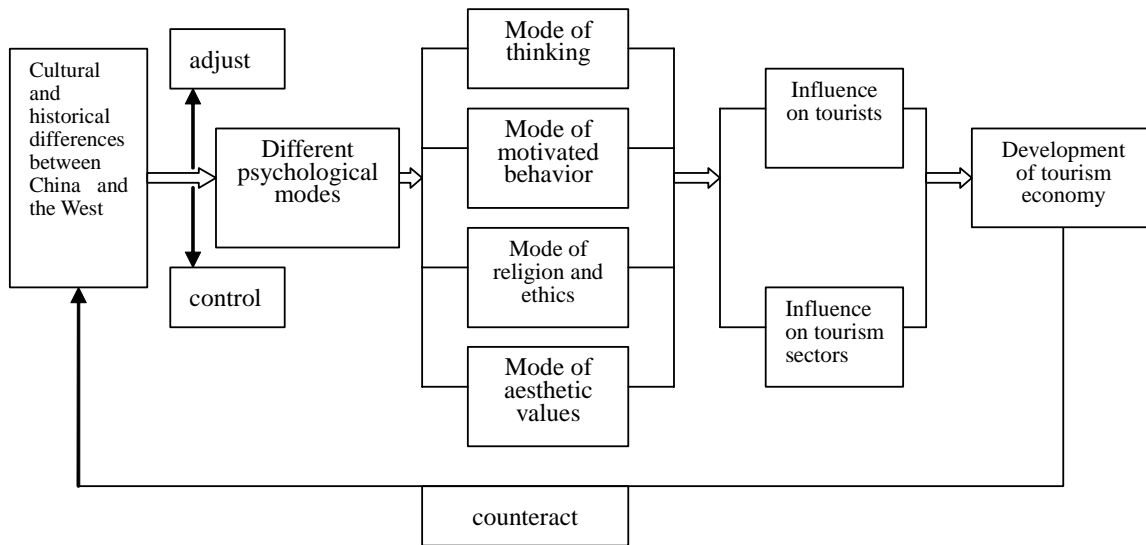 Cultural
and
historical
differences
between
China and
the West
adjust
control
Different
psychological
modes
Mode of
thinking
Mode of
motivated
behavior
Mode of
religion and
ethics
Mode of
aesthetic
values
Influence
on tourists
Influence
on tourism
sectors
Development
of tourism
economy
counteract